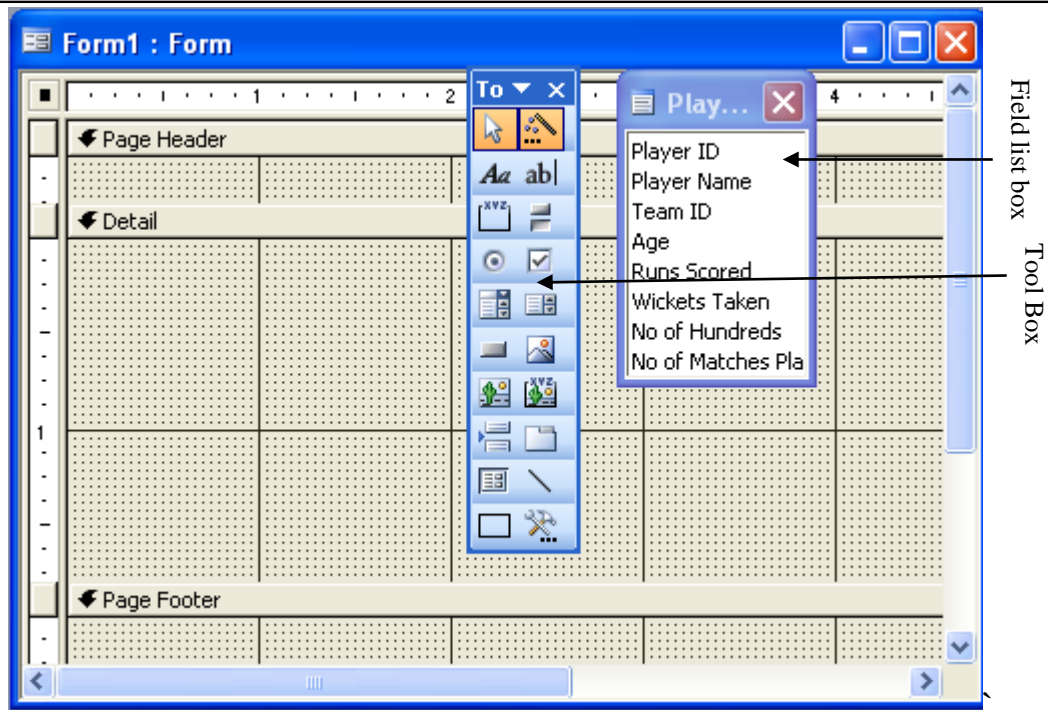 Form1 : Form
1 2 4
To
Play...
Page Header
Aa ab
XYZ
XYZ
Player ID
Player Name
Team ID
Age
Runs Scored
Wickets Taken
No of Hundreds
No of Matches Pla
Detail
1
Page Footer
Field list box
Tool Box
`